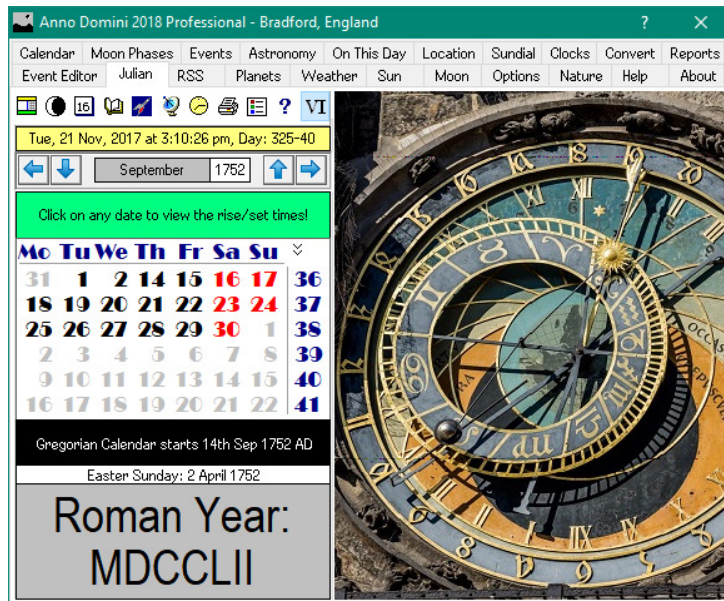 Anno Domini 2018 Professional - Bradford, England ? ×
Calendar Moon Phases Events Astronomy On This Day Location Sundial Clocks Convert Reports
Event Editor Julian RSS Planets Weather Sun Moon Options Nature Help About
16 ? VI
Tue, 21 Nov, 2017 at 3:10:26 pm, Day: 325-40
September 1752
Click on any date to view the rise/set times!
Mo Tu We Th Fr Sa Su
31 1 2 14 15 16 17 36
18 19 20 21 22 23 24 37
25 26 27 28 29 30 1 38
2 3 4 5 6 7 8 39
9 10 11 12 13 14 15 40
16 17 18 19 20 21 22 41
Gregorian Calendar starts 14th Sep 1752 AD
Easter Sunday: 2 April 1752
Roman Year:
MDCCLII